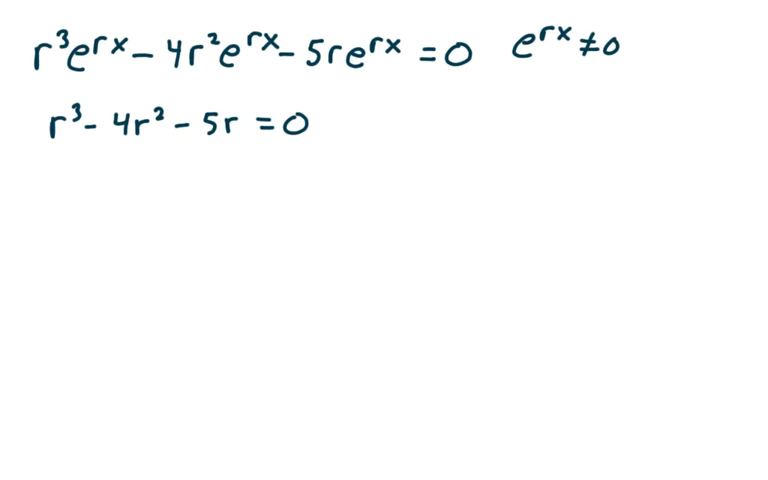 r³e^{rx} - 4r²e^{rx} - 5re^{rx} = 0   e^{rx} ≠ 0
r³ - 4r² - 5r = 0